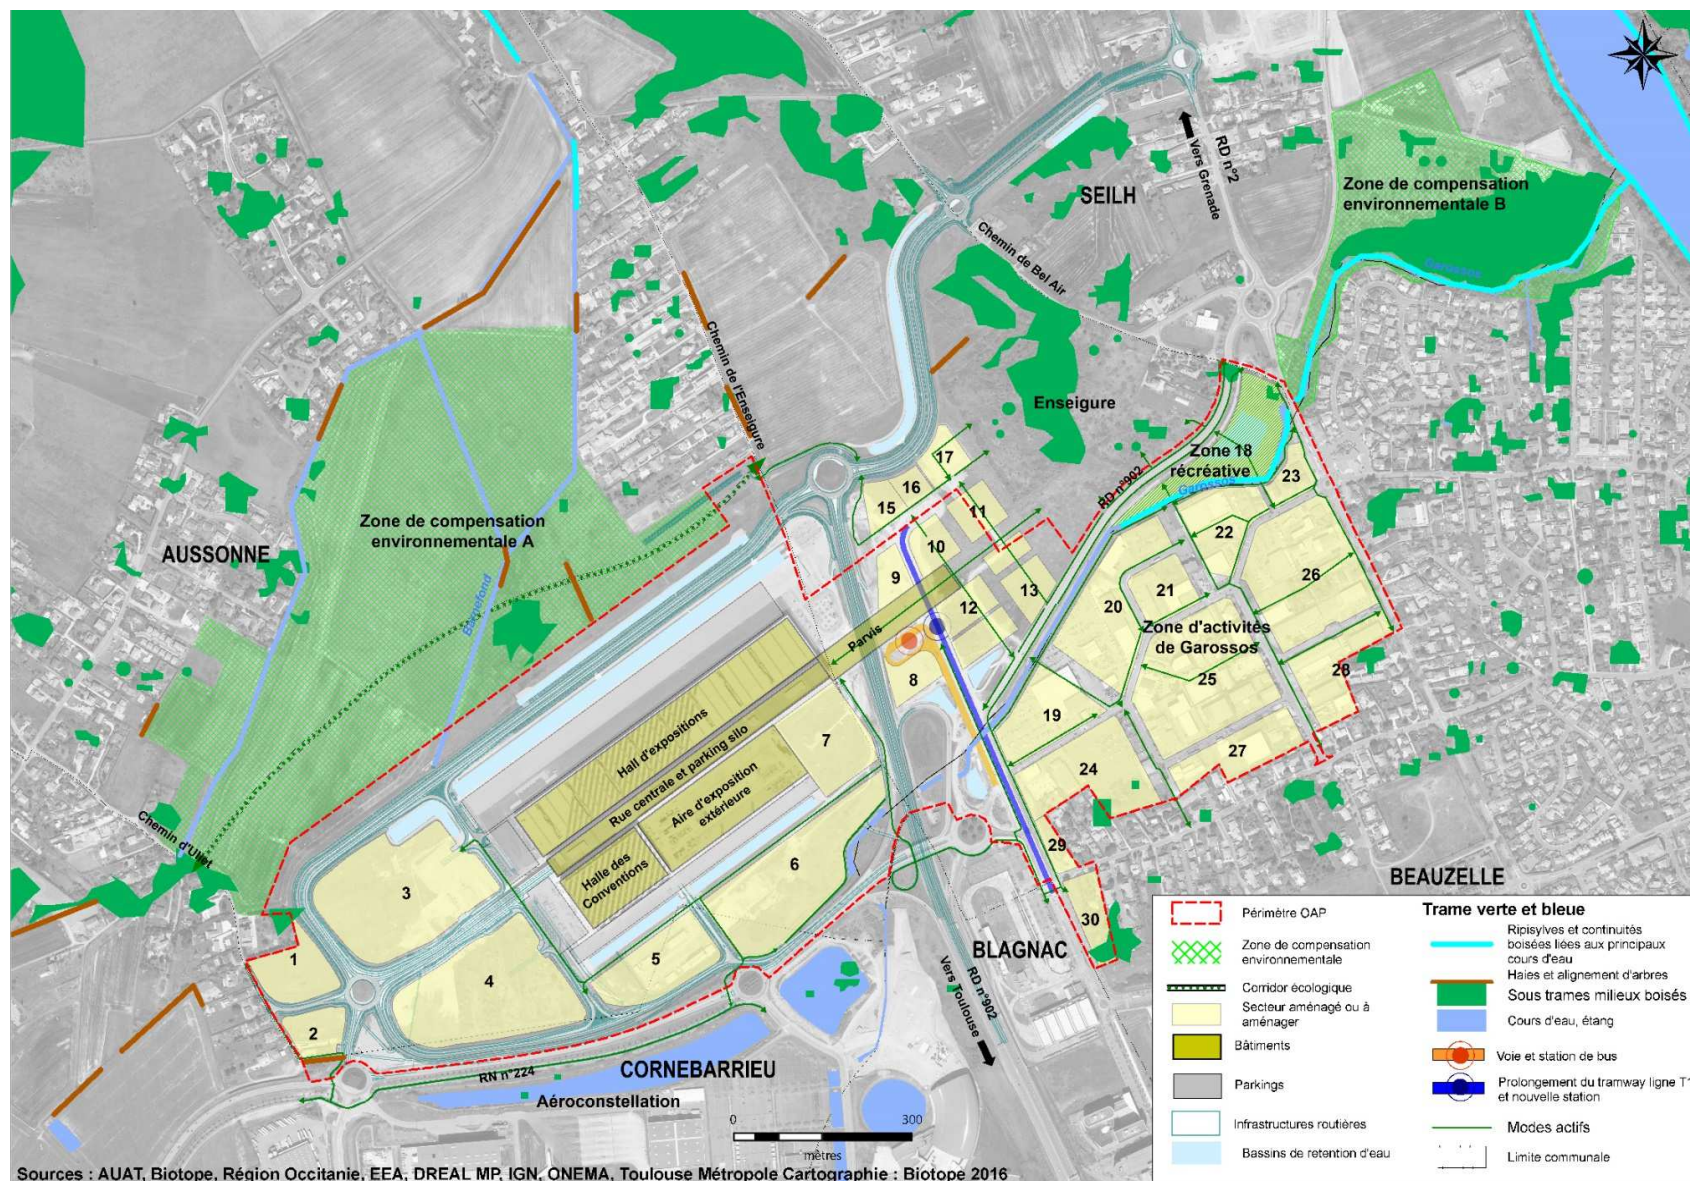 SEILH
RD n°2
Vers Grenade
Zone de compensation
environnementale B
Garossos
Chemin de Bel Air
Chemin de l'Enseigure
Enseigure
Zone 18
récréative
Garossos
RD n°902
Zone de compensation
environnementale A
AUSSONNE
Chemin d'Ullet
17
16
15
11
10
9
13
12
8
23
22
21
20
26
Zone d'activites
de Garossos
25
28
19
27
24
29
30
Parvis
7
Hall d'expositions
Rue centrale et parking silo
Aire d'exposition
extérieure
Halle des
Conventions
6
5
3
4
1
2
BEAUZELLE
BLAGNAC
RD n°902
Vers Toulouse
CORNEBARRIEU
RN n°224
Aéroconstellation
0 300
mètres
Périmètre OAP
Zone de compensation
environnementale
Corridor écologique
Secteur aménagé ou à
aménager
Bâtiments
Parkings
Infrastructures routières
Bassins de retention d'eau
Trame verte et bleue
Ripisylves et continuités
boisées liées aux principaux
cours d'eau
Haies et alignement d'arbres
Sous trames milieux boisés
Cours d'eau, étang
Voie et station de bus
Prolongement du tramway ligne T1
et nouvelle station
Modes actifs
Limite communale
Sources : AUAT, Biotope, Région Occitanie, EEA, DREAL MP, IGN, ONEMA, Toulouse Métropole Cartographie : Biotope 2016